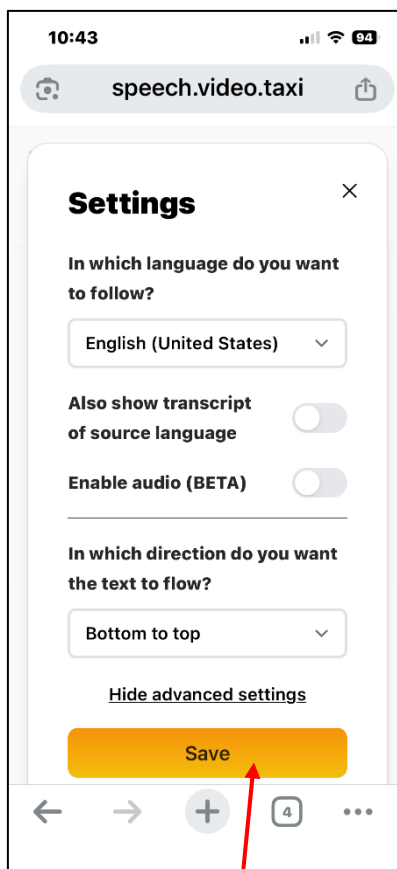 10:43
94
speech.video.taxi
Settings
In which language do you want
to follow?
English (United States)
Also show transcript
of source language
Enable audio (BETA)
In which direction do you want
the text to flow?
Bottom to top
Hide advanced settings
Save
4